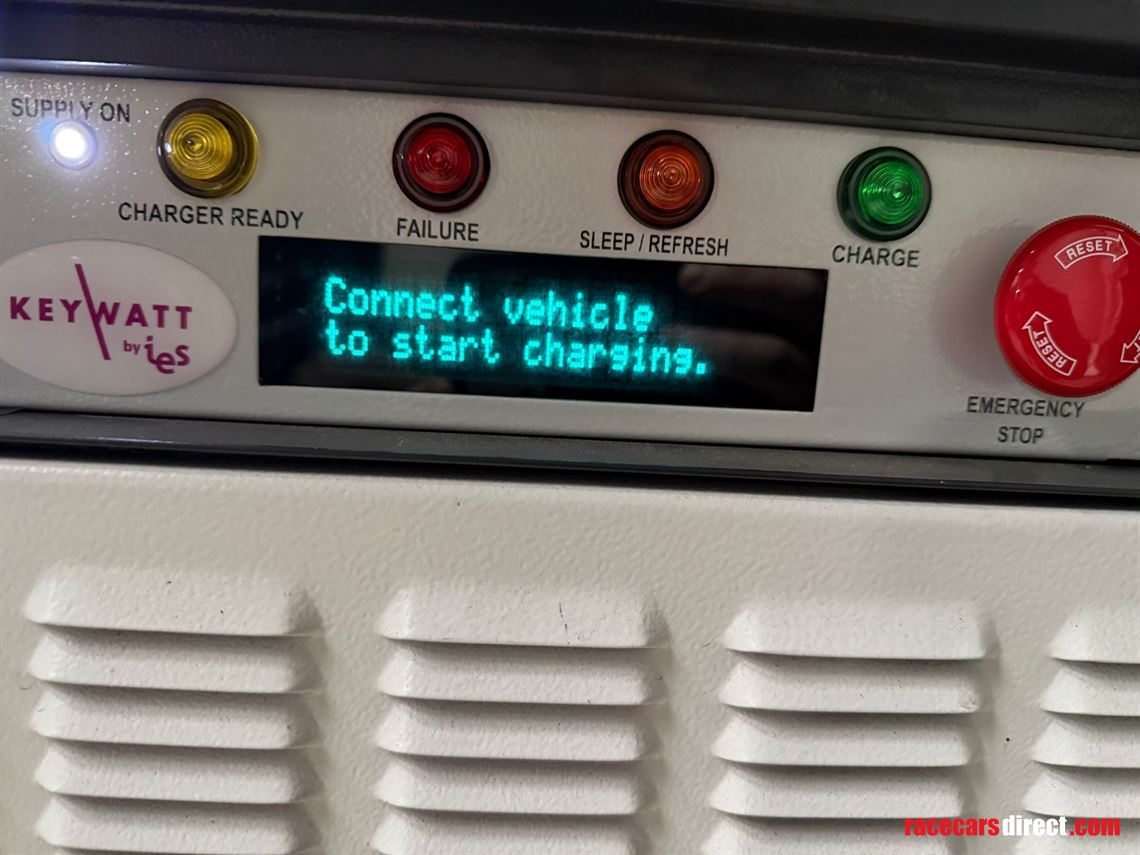 SUPPLY ON
CHARGER READY
FAILURE
SLEEP / REFRESH
CHARGE
KEYWATT
by ies
Connect vehicle
to start charging.
RESET
RESET
EMERGENCY
STOP
racecarsdirect.com